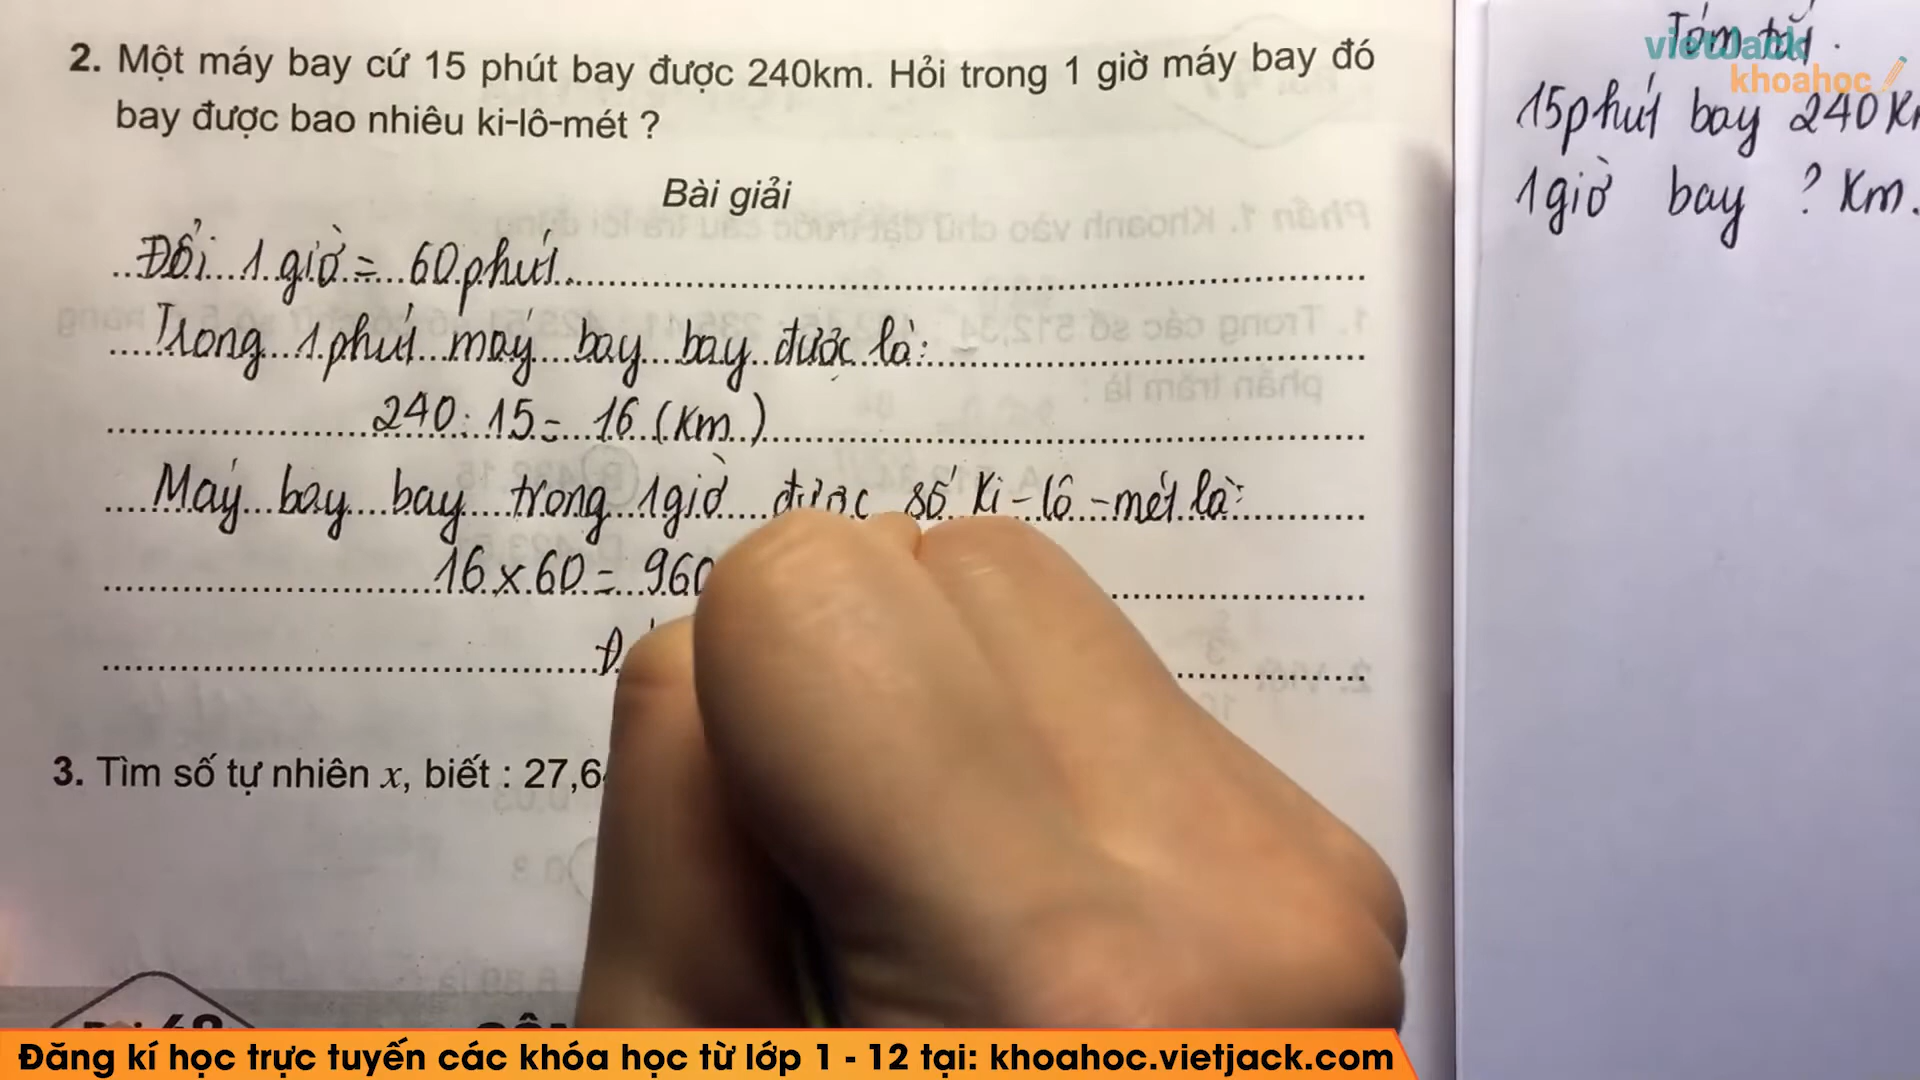 2. Một máy bay cứ 15 phút bay được 240km. Hỏi trong 1 giờ máy bay đó
bay được bao nhiêu ki-lô-mét ?
Bài giải
Đổi 1 giờ = 60 phút
Trong 1 phút máy bay bay được là:
240 : 15 = 16 (Km)
Máy bay bay trong 1 giờ được số Ki-lô-mét là:
16 x 60 = 960
3. Tìm số tự nhiên x, biết : 27,6
Tóm tắt.
vietJack
khoahoc
15 phút bay 240 K
1 giờ bay ? Km.
Đăng kí học trực tuyến các khóa học từ lớp 1 - 12 tại: khoahoc.vietjack.com